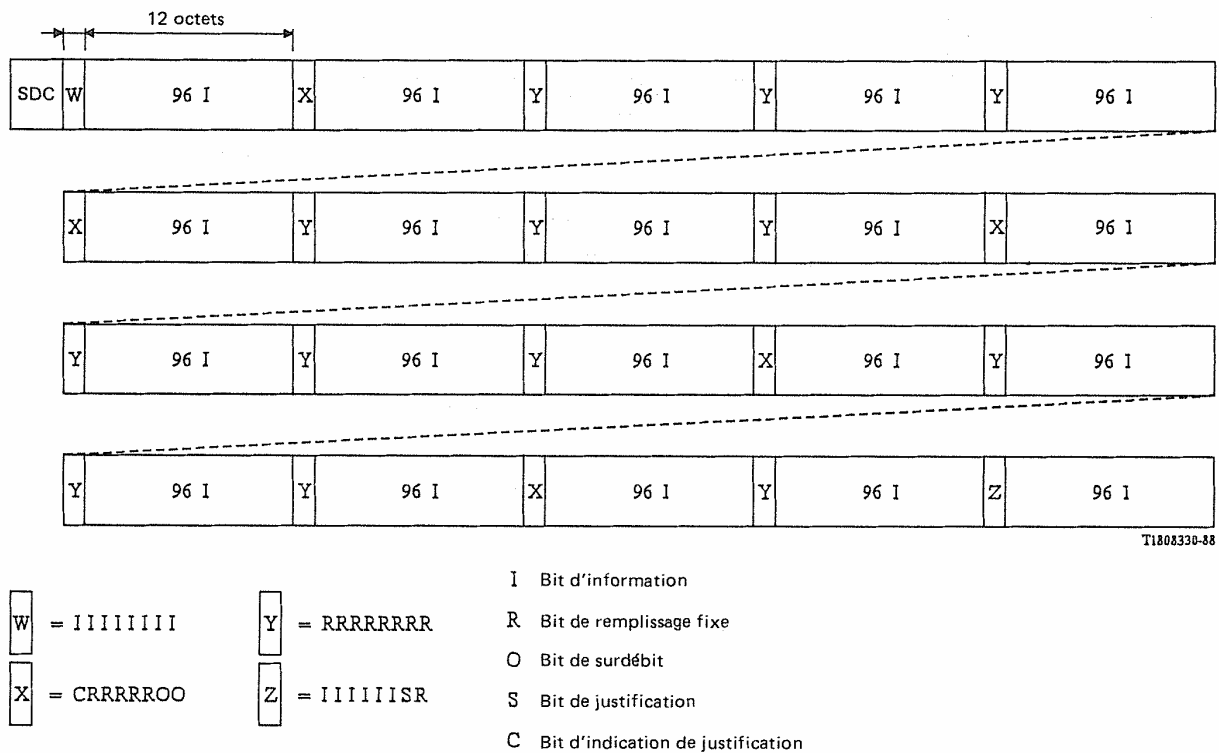 12 octets
SDC W 96 I X 96 I Y 96 I Y 96 I Y 96 I
X 96 I Y 96 I Y 96 I Y 96 I X 96 I
Y 96 I Y 96 I Y 96 I X 96 I Y 96 I
Y 96 I Y 96 I X 96 I Y 96 I Z 96 I
T1808330-88
I Bit d'information
W = IIIIIIII Y = RRRRRRRR
R Bit de remplissage fixe
O Bit de surdébit
X = CRRRRROO Z = IIIIIISR
S Bit de justification
C Bit d'indication de justification